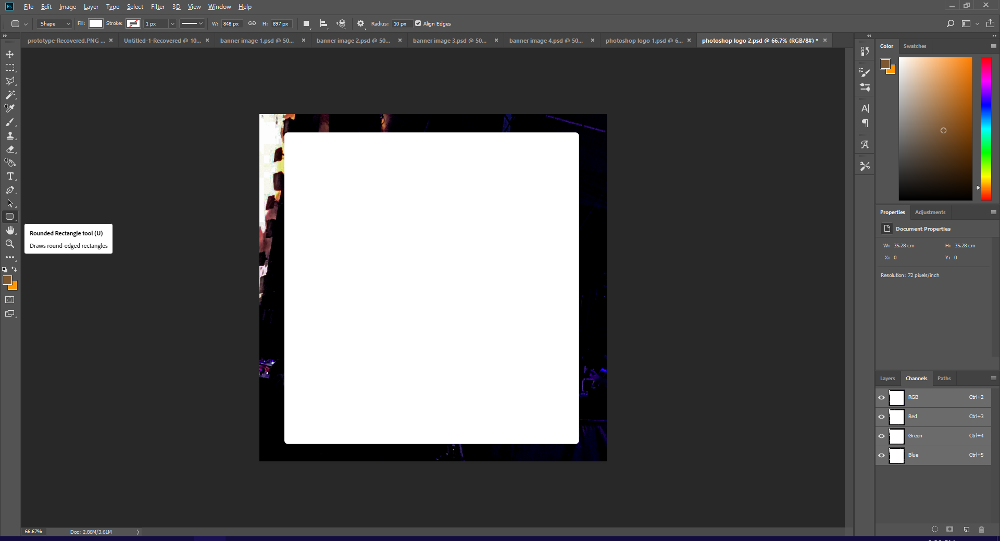 Ps File Edit Image Layer Type Select Filter 3D View Window Help
Shape Fill: Stroke: 1 px W: 848 px H: 897 px Radius: 10 px Align Edges
prototype-Recovered.PNG ... × Untitled-1-Recovered @ 10... × banner image 1.psd @ 50... × banner image 2.psd @ 50... × banner image 3.psd @ 50... × banner image 4.psd @ 50... × photoshop logo 1.psd @ 6... × photoshop logo 2.psd @ 66.7% (RGB/8#) * ×
Color Swatches
Rounded Rectangle tool (U)
Draws round-edged rectangles
Properties Adjustments
Document Properties
W: 35.28 cm H: 35.28 cm
X: 0 Y: 0
Resolution: 72 pixels/inch
Layers Channels Paths
RGB Ctrl+2
Red Ctrl+3
Green Ctrl+4
Blue Ctrl+5
66.67% Doc: 2.86M/3.61M